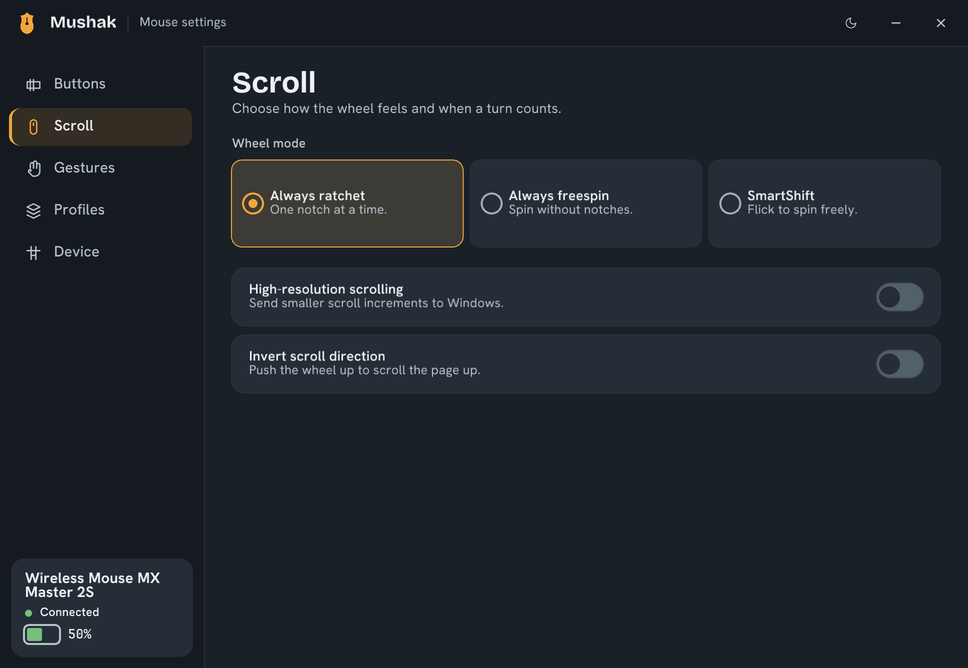 Mushak
Mouse settings
Buttons
Scroll
Gestures
Profiles
Device
Wireless Mouse MX
Master 2S
Connected
50%
Scroll
Choose how the wheel feels and when a turn counts.
Wheel mode
Always ratchet
One notch at a time.
Always freespin
Spin without notches.
SmartShift
Flick to spin freely.
High-resolution scrolling
Send smaller scroll increments to Windows.
Invert scroll direction
Push the wheel up to scroll the page up.